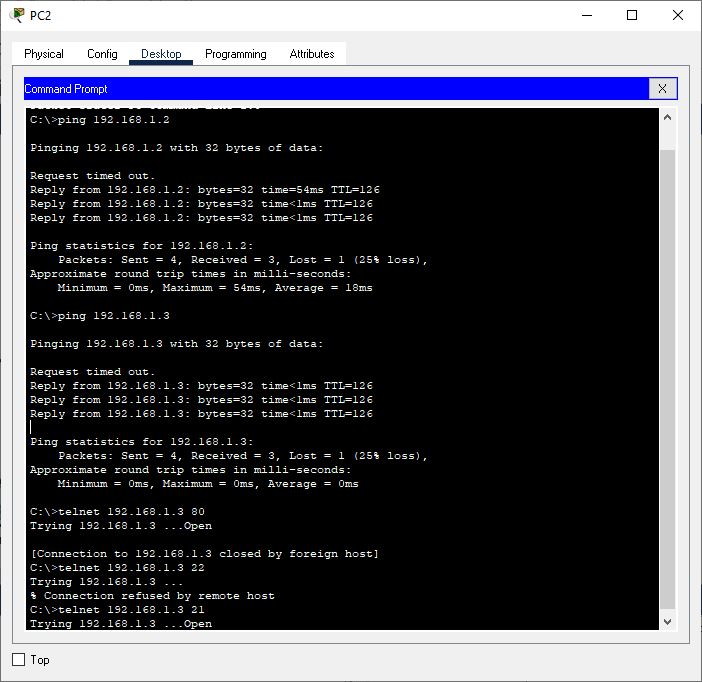 PC2
Physical Config Desktop Programming Attributes
Command Prompt X
C:\>ping 192.168.1.2
Pinging 192.168.1.2 with 32 bytes of data:
Request timed out.
Reply from 192.168.1.2: bytes=32 time=54ms TTL=126
Reply from 192.168.1.2: bytes=32 time<1ms TTL=126
Reply from 192.168.1.2: bytes=32 time<1ms TTL=126
Ping statistics for 192.168.1.2:
Packets: Sent = 4, Received = 3, Lost = 1 (25% loss),
Approximate round trip times in milli-seconds:
Minimum = 0ms, Maximum = 54ms, Average = 18ms
C:\>ping 192.168.1.3
Pinging 192.168.1.3 with 32 bytes of data:
Request timed out.
Reply from 192.168.1.3: bytes=32 time<1ms TTL=126
Reply from 192.168.1.3: bytes=32 time<1ms TTL=126
Reply from 192.168.1.3: bytes=32 time<1ms TTL=126
Ping statistics for 192.168.1.3:
Packets: Sent = 4, Received = 3, Lost = 1 (25% loss),
Approximate round trip times in milli-seconds:
Minimum = 0ms, Maximum = 0ms, Average = 0ms
C:\>telnet 192.168.1.3 80
Trying 192.168.1.3 ...Open
[Connection to 192.168.1.3 closed by foreign host]
C:\>telnet 192.168.1.3 22
Trying 192.168.1.3 ...
% Connection refused by remote host
C:\>telnet 192.168.1.3 21
Trying 192.168.1.3 ...Open
Top